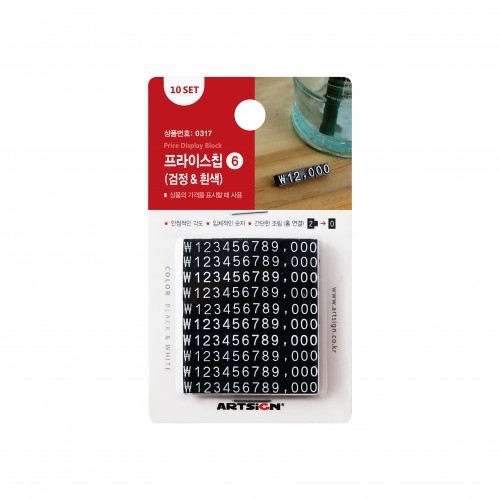 10 SET
상품번호: 0317
Price Display Block
프라이스칩 6
(검정 & 흰색)
• 상품의 가격을 표시할 때 사용
₩12,000
• 안정적인 각도 • 입체적인 숫자 • 간단한 조립 (홈 연결) 2 → 0
COLOR : BLACK & WHITE
₩123456789,000
₩123456789,000
₩123456789,000
₩123456789,000
₩123456789,000
₩123456789,000
₩123456789,000
₩123456789,000
₩123456789,000
₩123456789,000
www.artsign.co.kr
ARTSIGN®